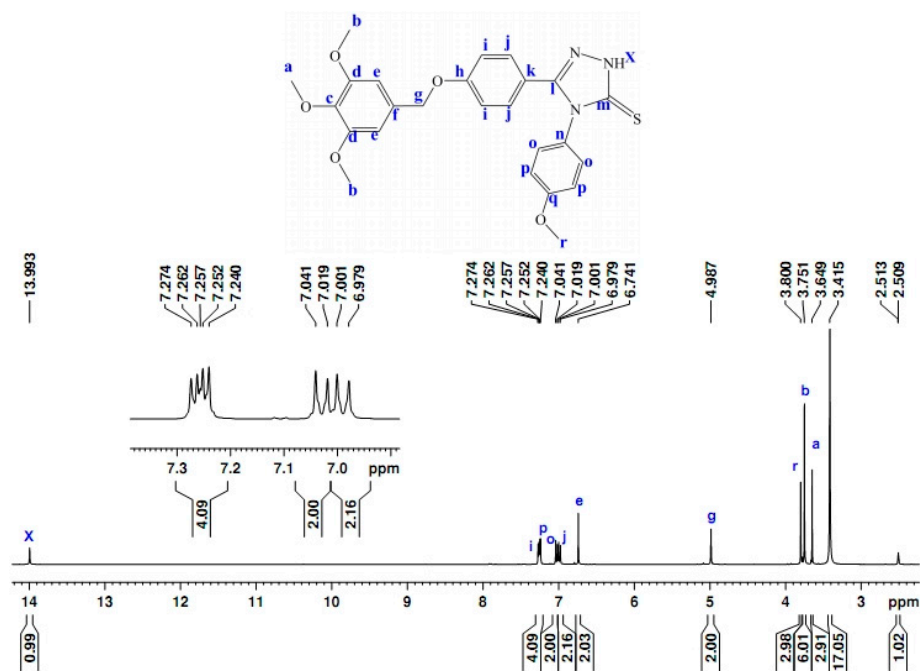 b
O
i
j
N
NH
X
a
d
e
O
h
k
l
O
c
g
m
S
f
N
d
e
i
j
n
O
o
o
b
p
p
q
O
r
13.993
7.274
7.262
7.257
7.252
7.240
7.041
7.019
7.001
6.979
7.274
7.262
7.257
7.252
7.240
7.041
7.019
7.001
6.979
6.741
4.987
3.800
3.751
3.649
3.415
2.513
2.509
7.3 7.2 7.1 7.0 ppm
4.09 2.00 2.16
X i p o j e g r b a
14 13 12 11 10 9 8 7 6 5 4 3 ppm
0.99 4.09 2.00 2.16 2.03 2.00 2.98 6.01 2.91 17.05 1.02